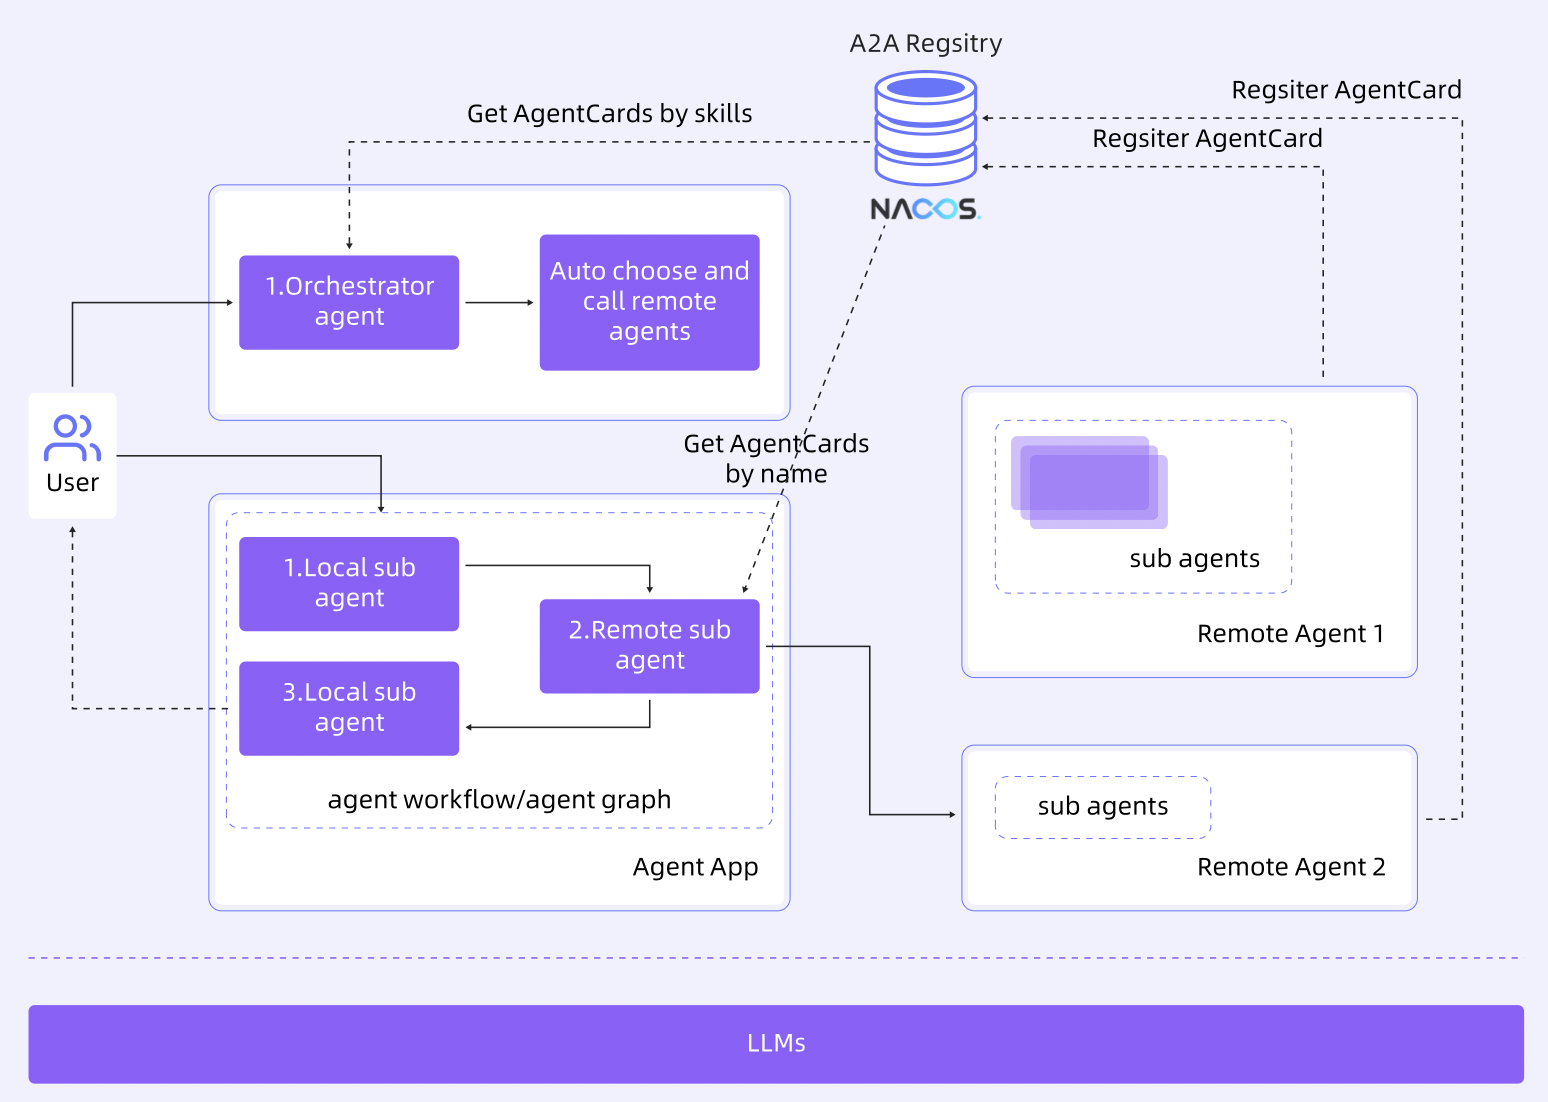 A2A Regsitry
Regsiter AgentCard
Get AgentCards by skills
Regsiter AgentCard
NACOS.
1.Orchestrator
agent
Auto choose and
call remote
agents
User
Get AgentCards
by name
1.Local sub
agent
2.Remote sub
agent
3.Local sub
agent
agent workflow/agent graph
Agent App
sub agents
Remote Agent 1
sub agents
Remote Agent 2
LLMs